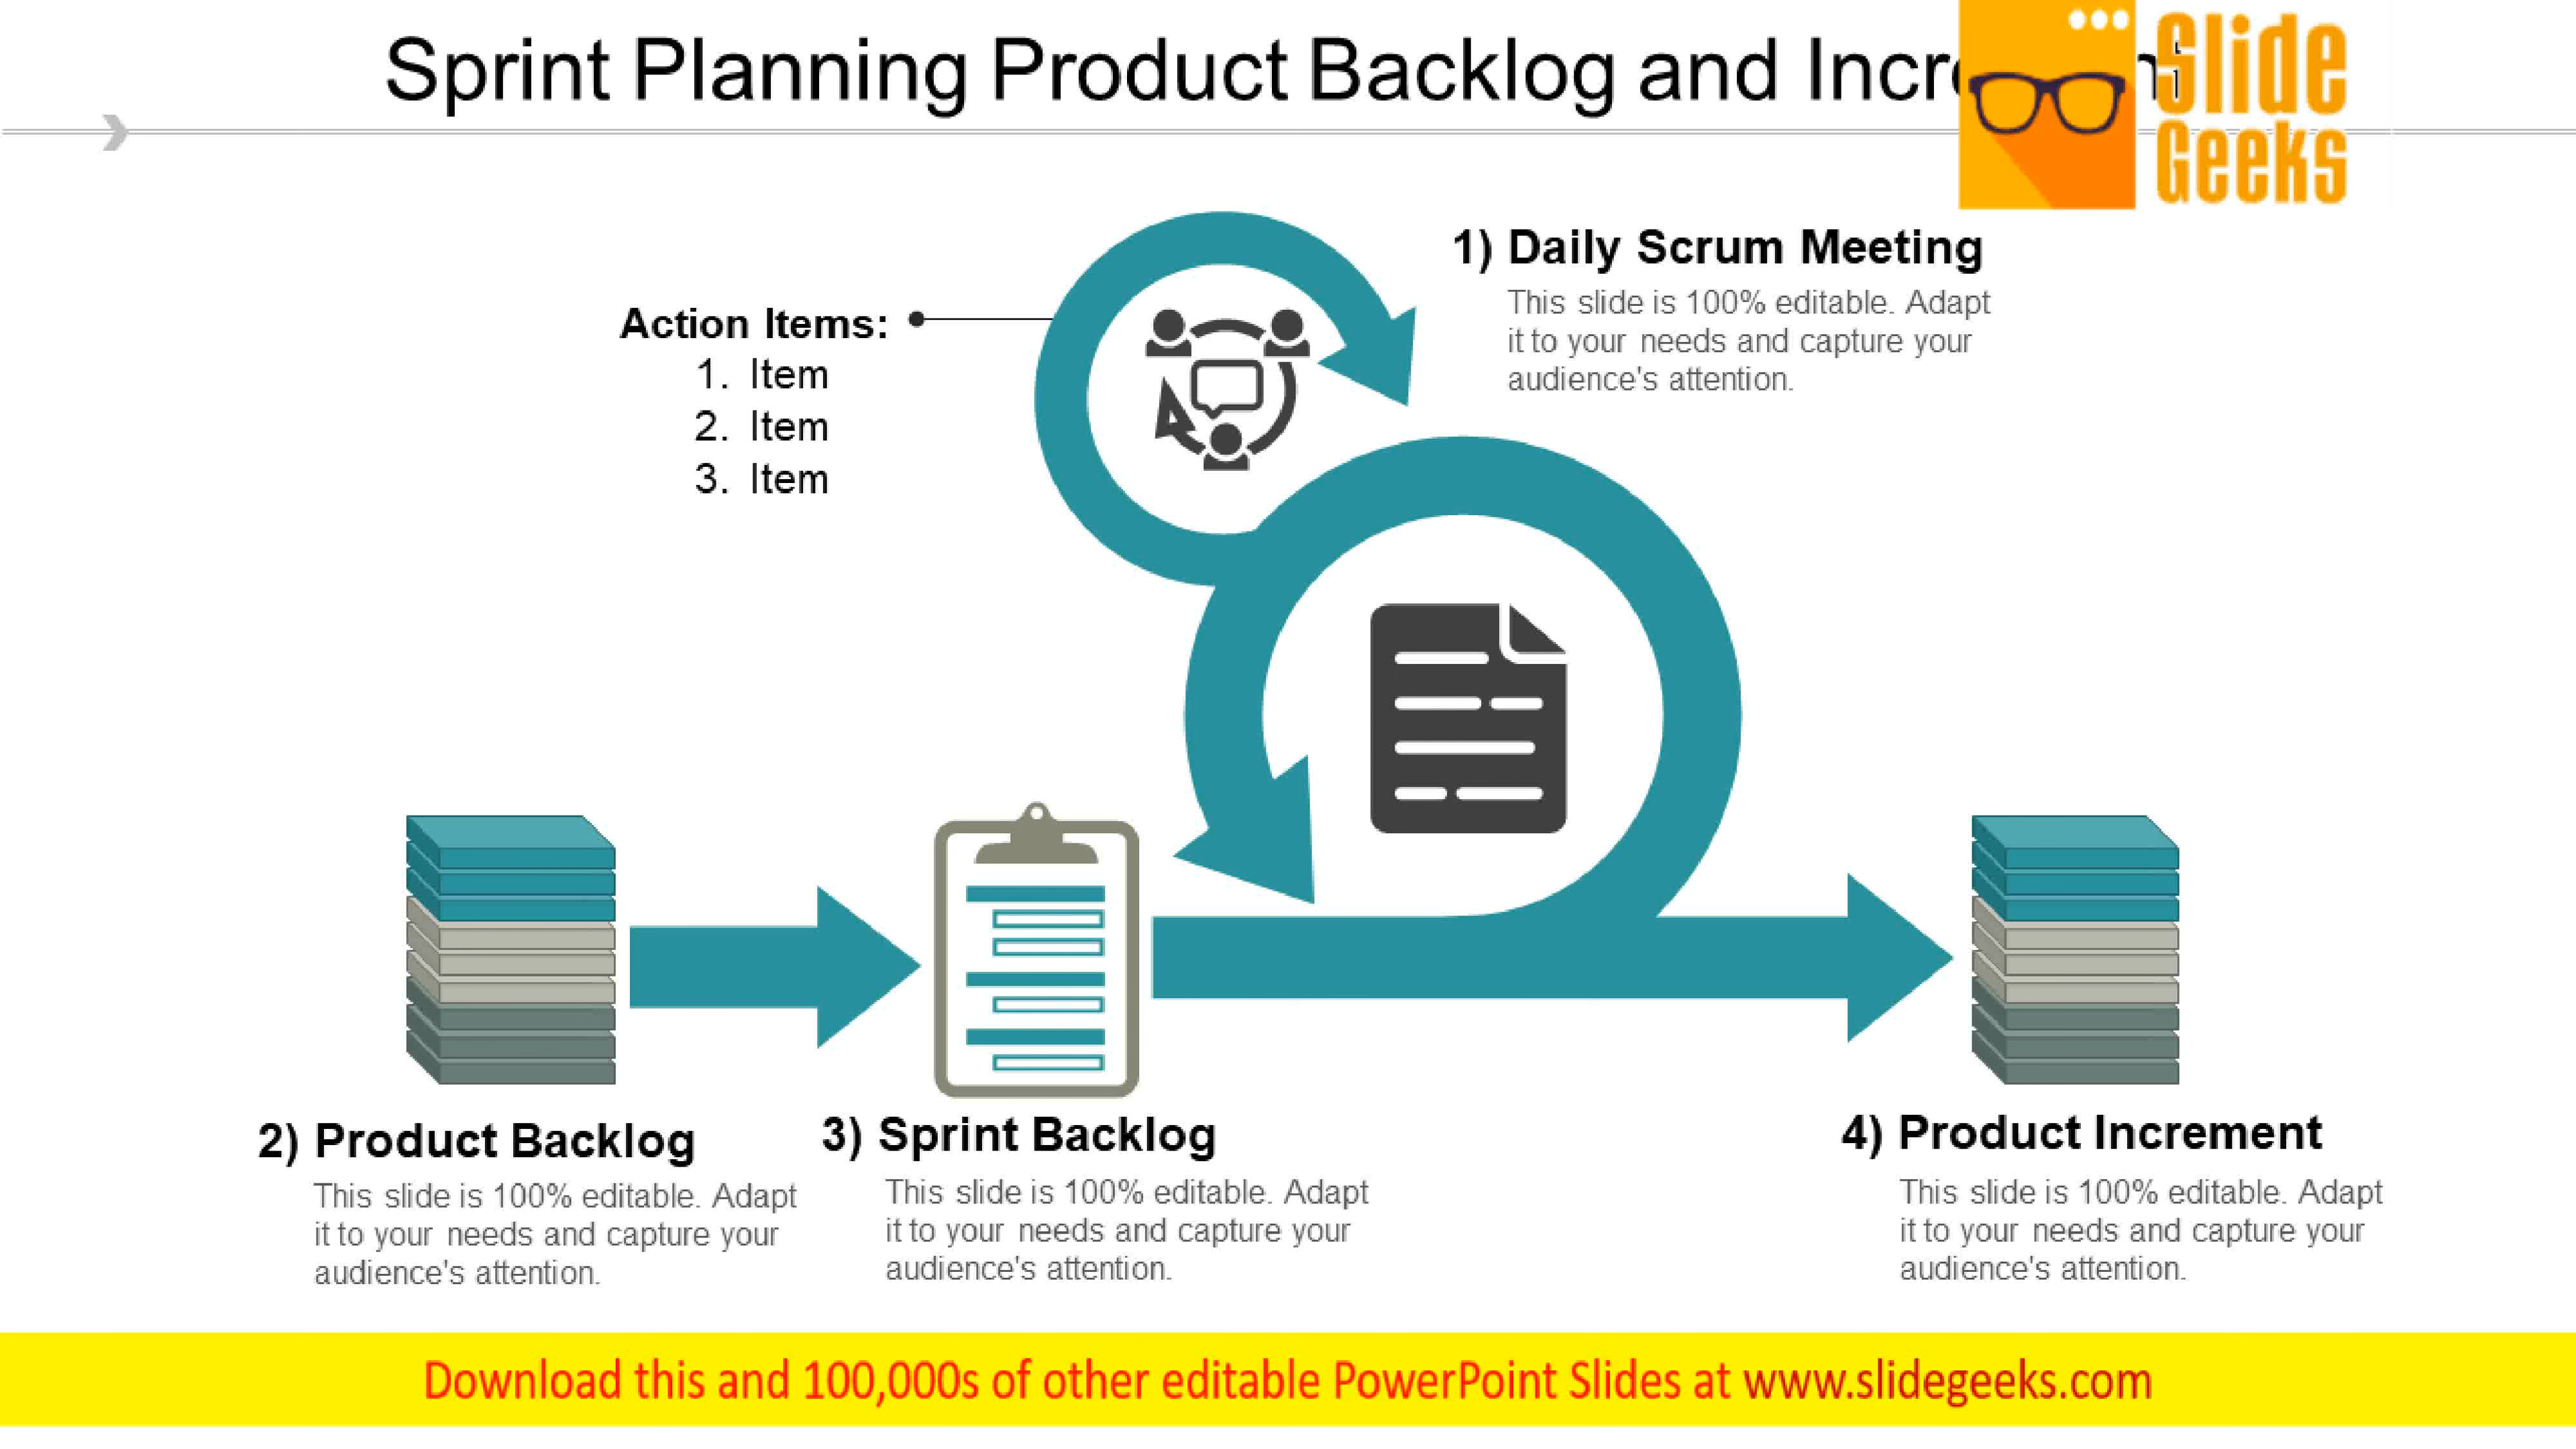 Sprint Planning Product Backlog and
Slide
Geeks
1) Daily Scrum Meeting
This slide is 100% editable. Adapt
it to your needs and capture your
audience's attention.
Action Items:
1. Item
2. Item
3. Item
2) Product Backlog
This slide is 100% editable. Adapt
it to your needs and capture your
audience's attention.
3) Sprint Backlog
This slide is 100% editable. Adapt
it to your needs and capture your
audience's attention.
4) Product Increment
This slide is 100% editable. Adapt
it to your needs and capture your
audience's attention.
Download this and 100,000s of other editable PowerPoint Slides at www.slidegeeks.com